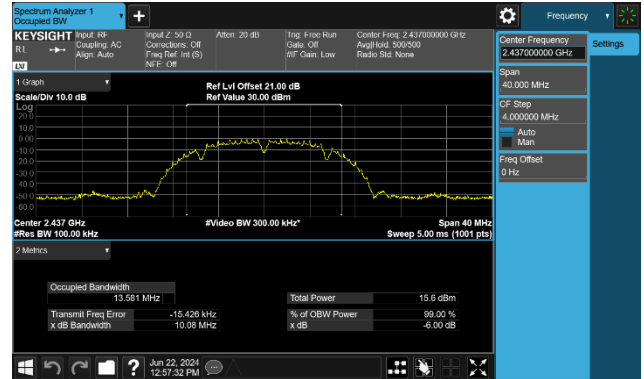 Spectrum Analyzer 1
Occupied BW
Frequency
KEYSIGHT
Input: RF
Coupling: AC
Align: Auto
Input Z: 50 Ω
Corrections: Off
Freq Ref: Int (S)
NFE: Off
Atten: 20 dB
Trig: Free Run
Gate: Off
#IF Gain: Low
Center Freq: 2.437000000 GHz
Avg|Hold: 500/500
Radio Std: None
RL
LXI
Center Frequency
2.437000000 GHz
Settings
Span
40.000 MHz
CF Step
4.000000 MHz
Auto
Man
Freq Offset
0 Hz
1 Graph
Scale/Div 10.0 dB
Ref Lvl Offset 21.00 dB
Ref Value 30.00 dBm
Log
20.0
10.0
0.00
-10.0
-20.0
-30.0
-40.0
-50.0
-60.0
Center 2.437 GHz
#Res BW 100.00 kHz
#Video BW 300.00 kHz*
Span 40 MHz
Sweep 5.00 ms (1001 pts)
2 Metrics
Occupied Bandwidth
13.581 MHz
Total Power 15.6 dBm
Transmit Freq Error -15.426 kHz
% of OBW Power 99.00 %
x dB Bandwidth 10.08 MHz
x dB -6.00 dB
?
Jun 22, 2024
12:57:32 PM